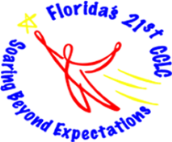 Florida's 21st CCLC
Soaring Beyond Expectations